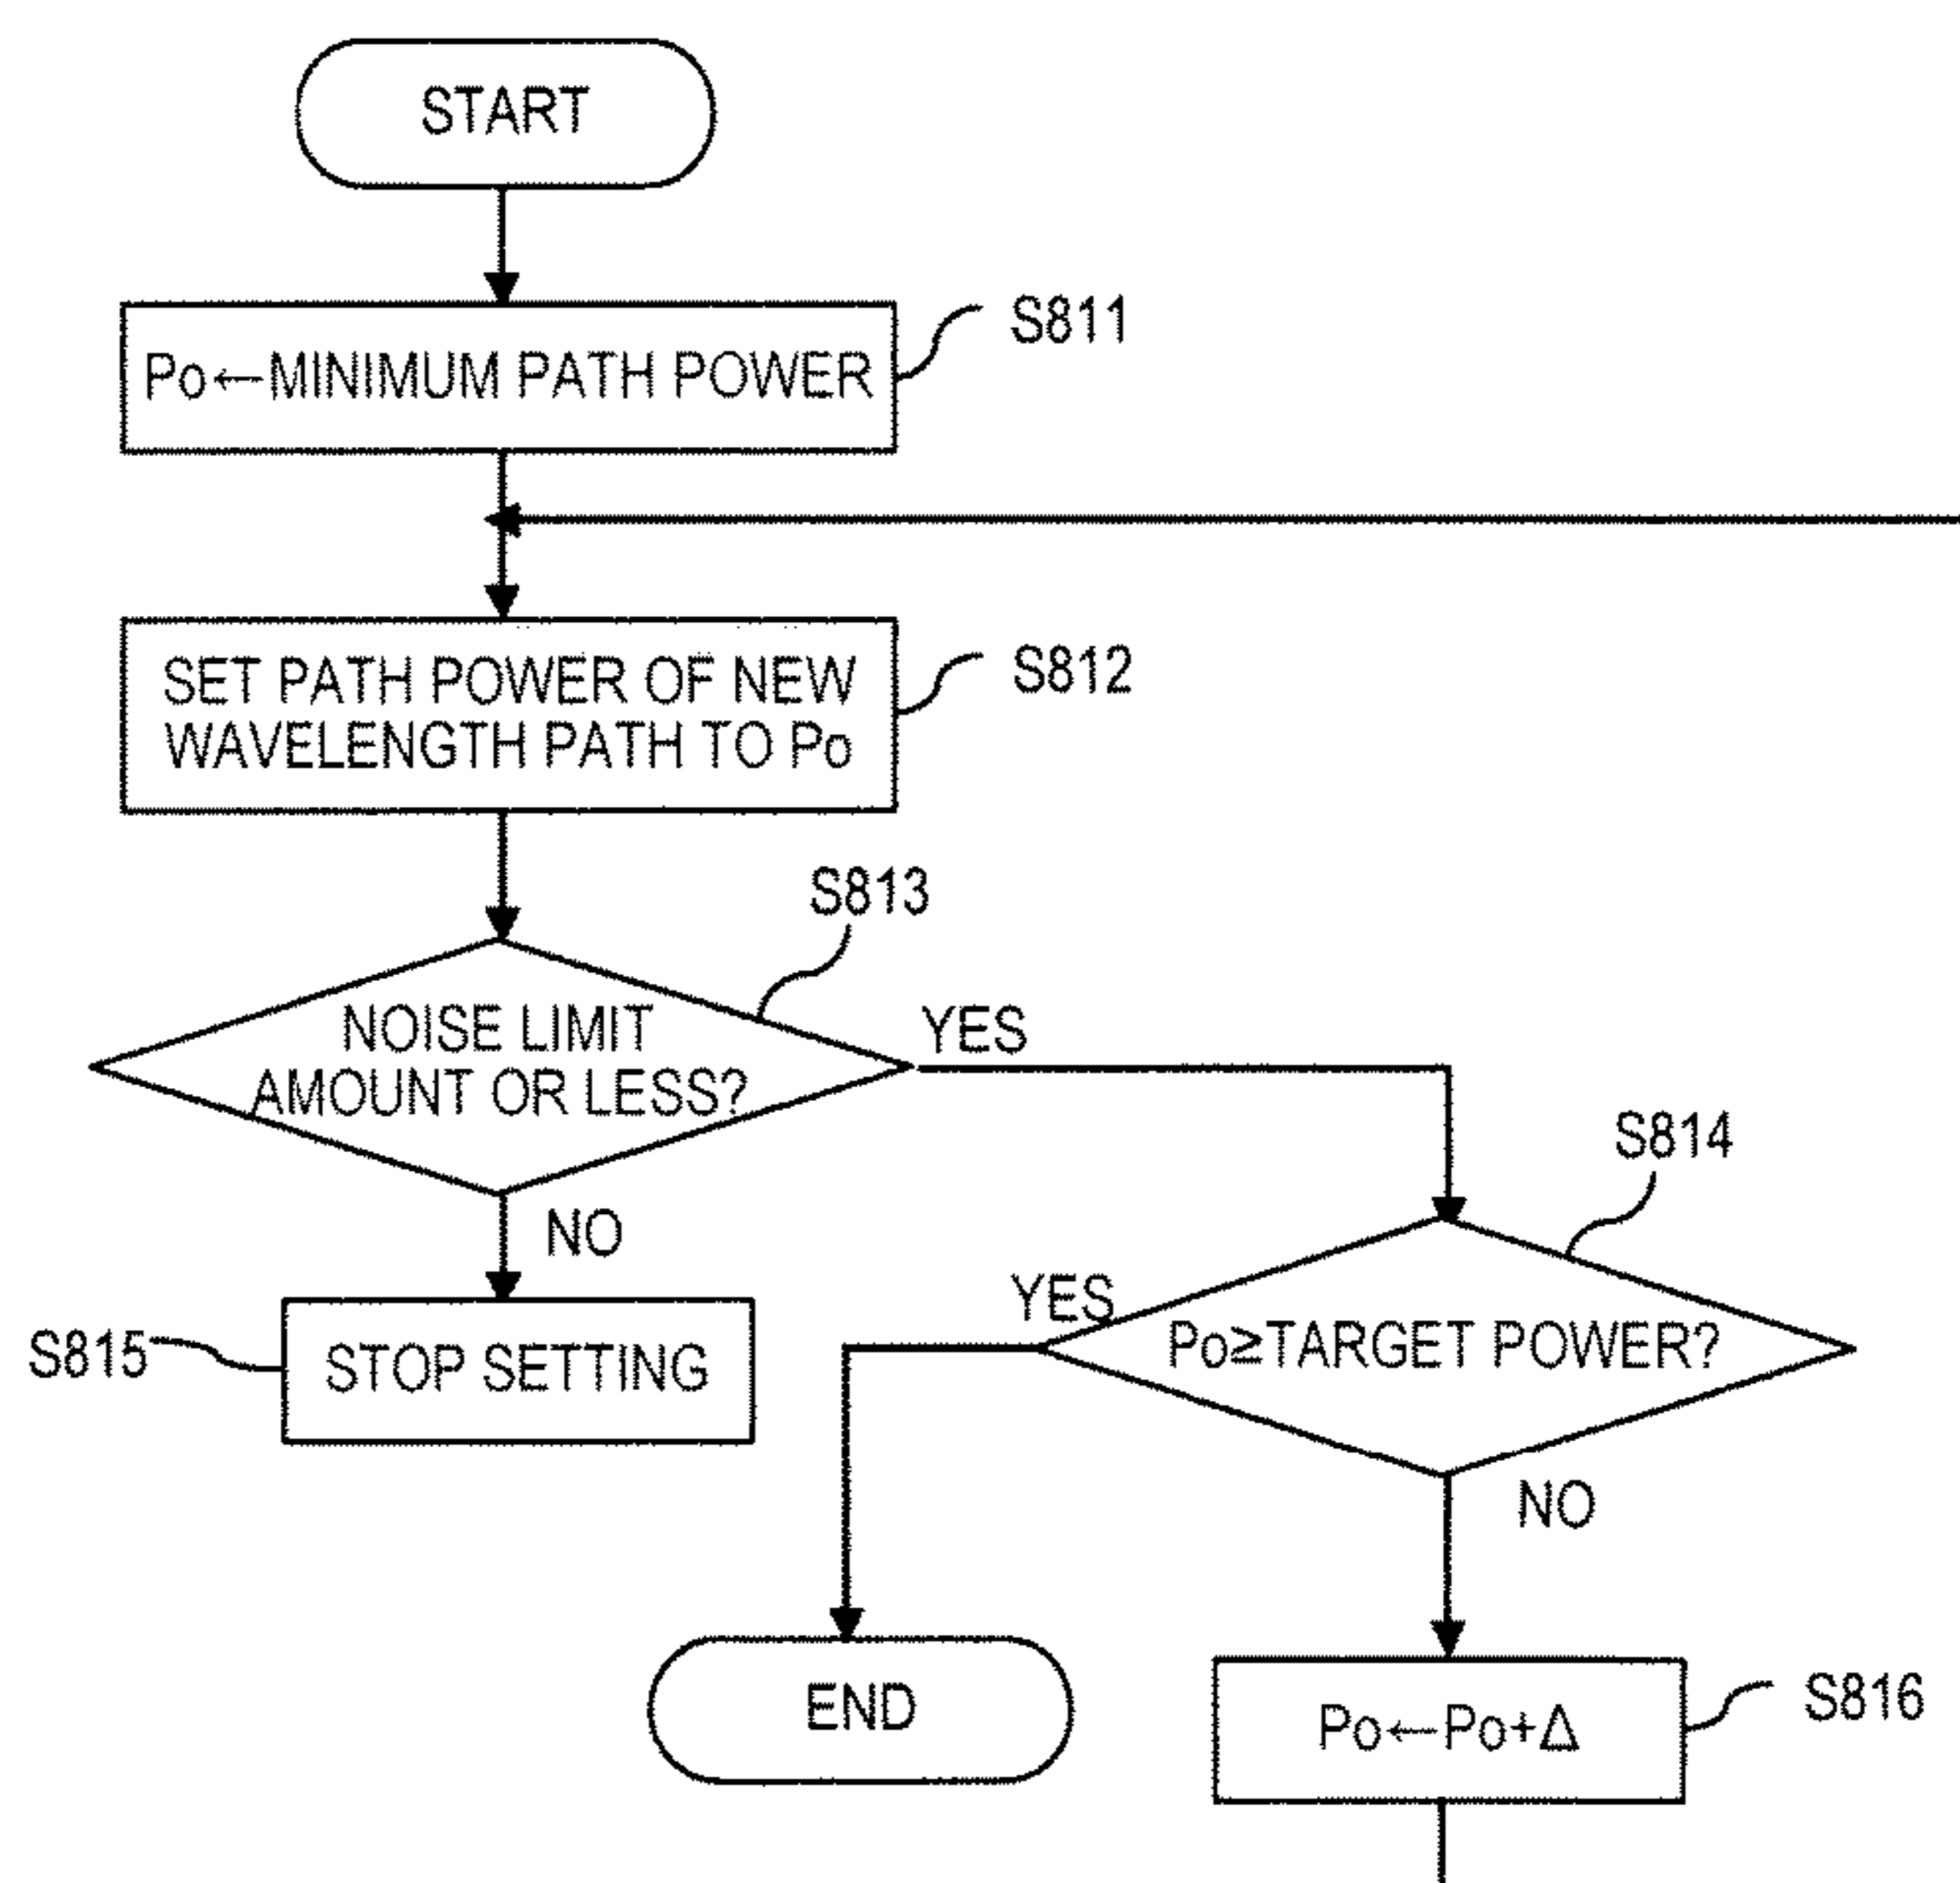 START
Po←MINIMUM PATH POWER
S811
SET PATH POWER OF NEW
WAVELENGTH PATH TO Po
S812
S813
NOISE LIMIT
AMOUNT OR LESS?
YES
NO
S814
YES
Po≥TARGET POWER?
S815
STOP SETTING
NO
END
Po←Po+Δ
S816